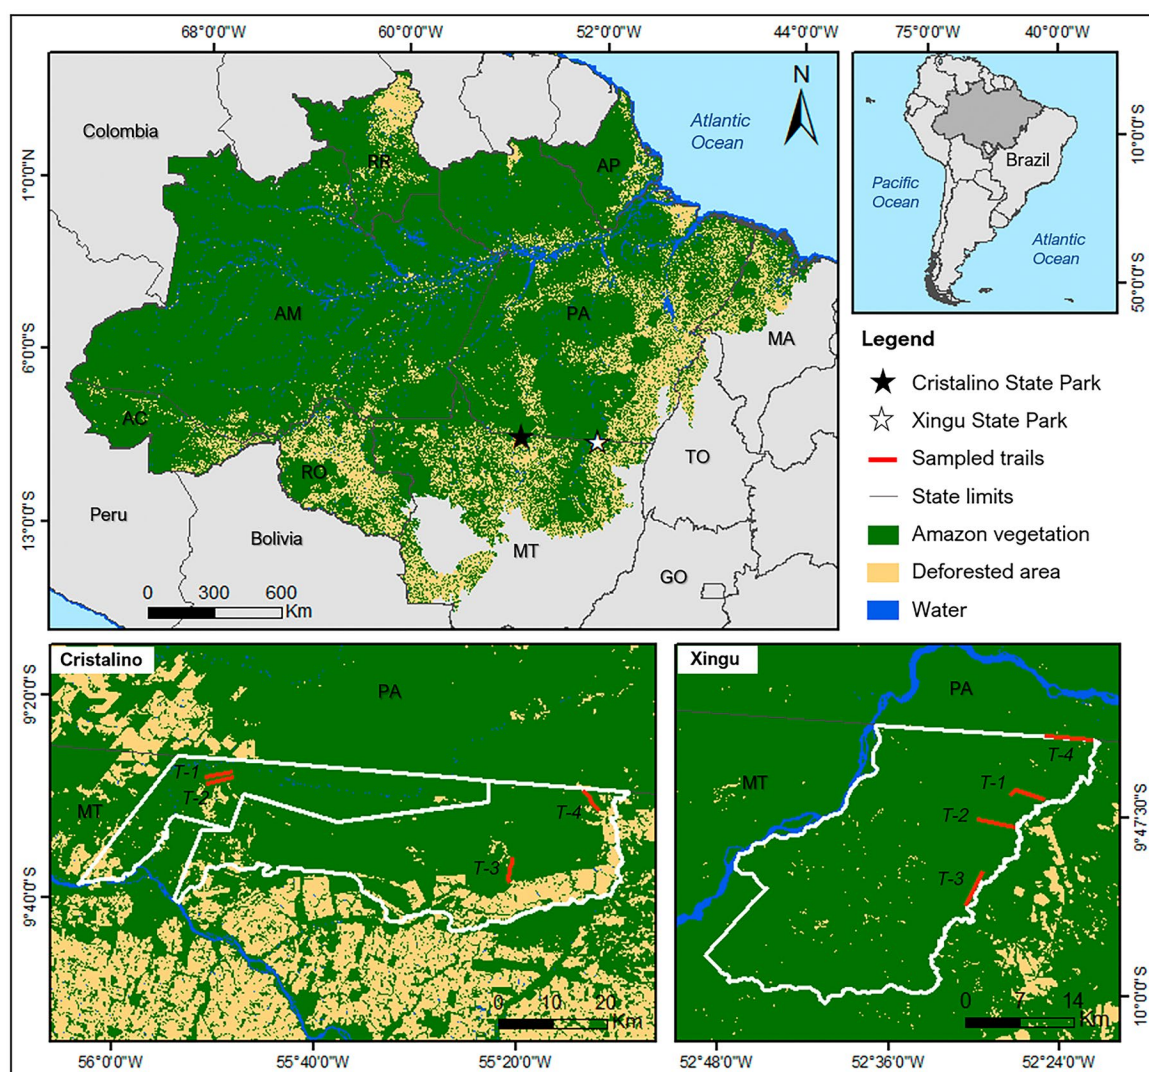 68°0'0"W
60°0'0"W
52°0'0"W
44°0'0"W
75°0'0"W
40°0'0"W
N
Colombia
RR
AP
Atlantic
Ocean
1°0'0"N
AM
PA
MA
6°0'0"S
AC
RO
TO
Peru
Bolivia
MT
GO
13°0'0"S
0 300 600
Km
Brazil
Pacific
Ocean
Atlantic
Ocean
10°0'0"S
50°0'0"S
Legend
Cristalino State Park
Xingu State Park
Sampled trails
State limits
Amazon vegetation
Deforested area
Water
Cristalino
PA
T-1
T-2
MT
T-4
T-3
9°20'0"S
9°40'0"S
0 10 20
Km
56°0'0"W
55°40'0"W
55°20'0"W
Xingu
PA
T-4
MT
T-1
T-2
T-3
9°47'30"S
10°0'0"S
0 7 14
Km
52°48'0"W
52°36'0"W
52°24'0"W